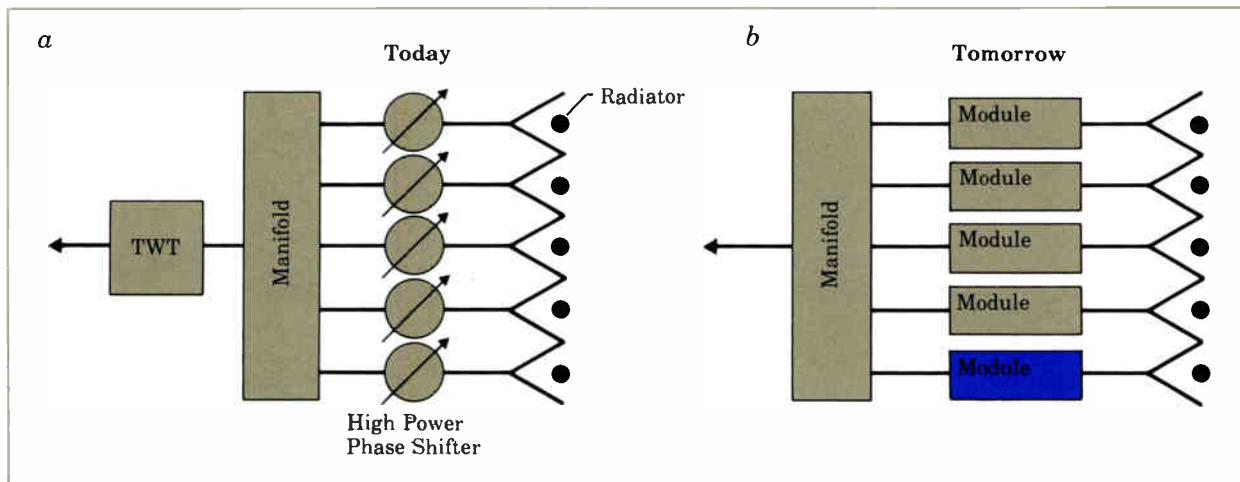 a
Today
Radiator
TWT
Manifold
High Power
Phase Shifter
b
Tomorrow
Manifold
Module
Module
Module
Module
Module